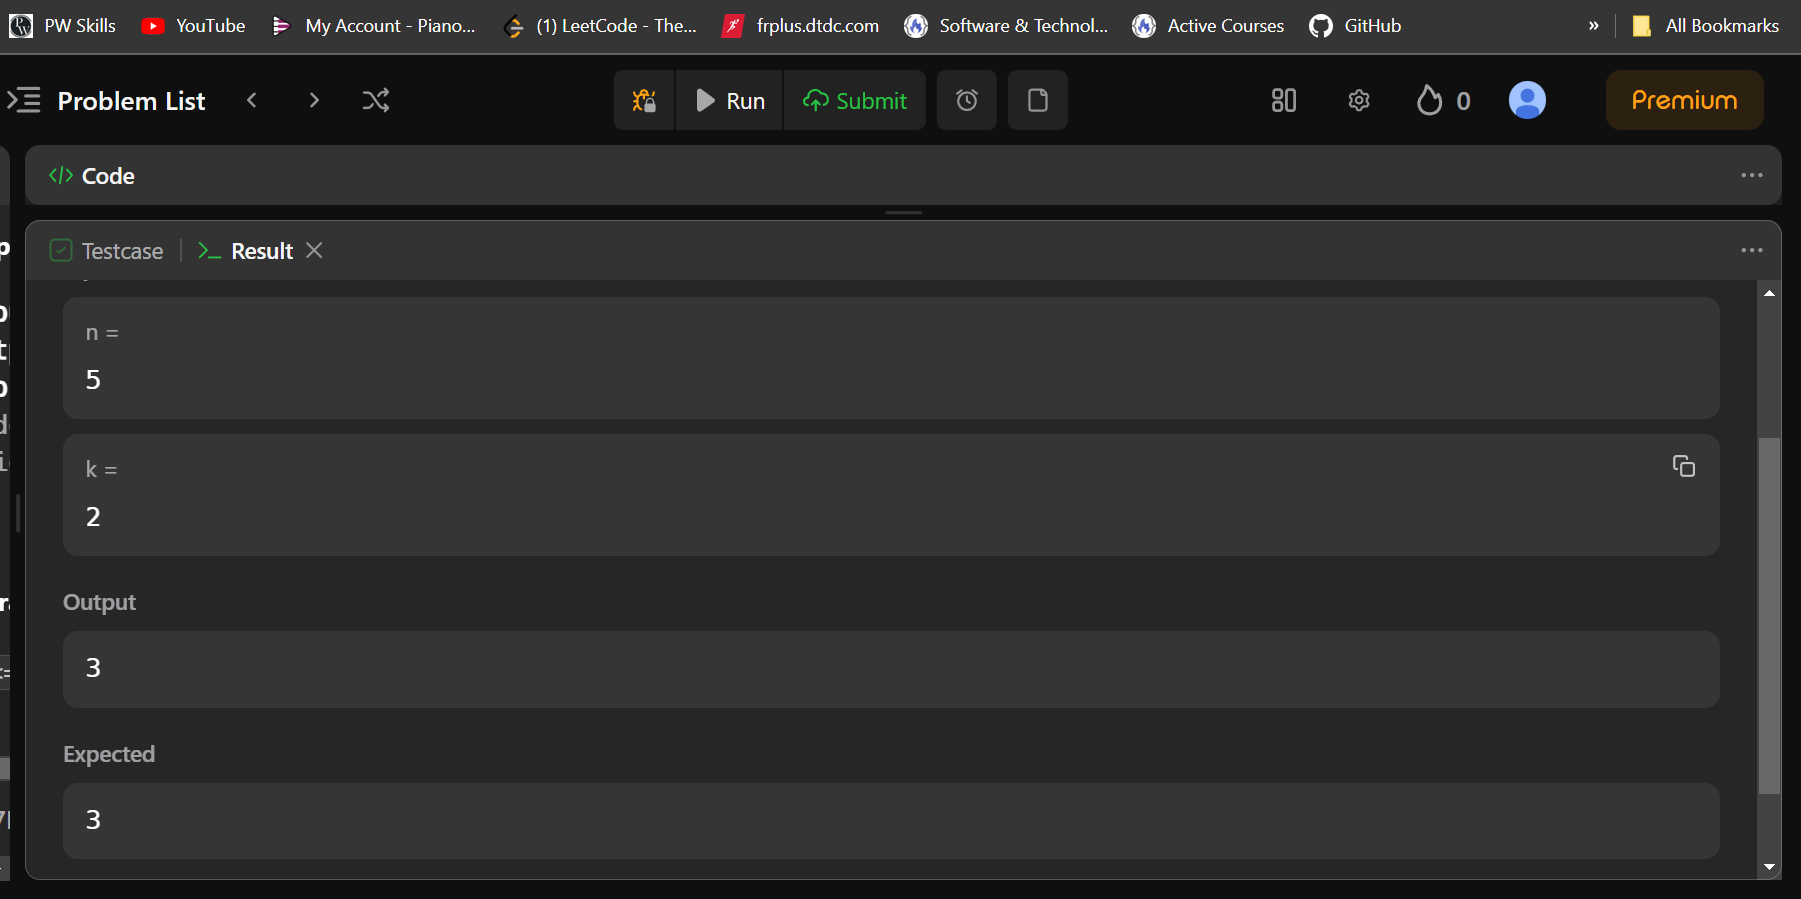 PW Skills YouTube My Account - Piano... (1) LeetCode - The... frplus.dtdc.com Software & Technol... Active Courses GitHub » All Bookmarks
Problem List Run Submit 0 Premium
</> Code
Testcase Result
n =
5
k =
2
Output
3
Expected
3